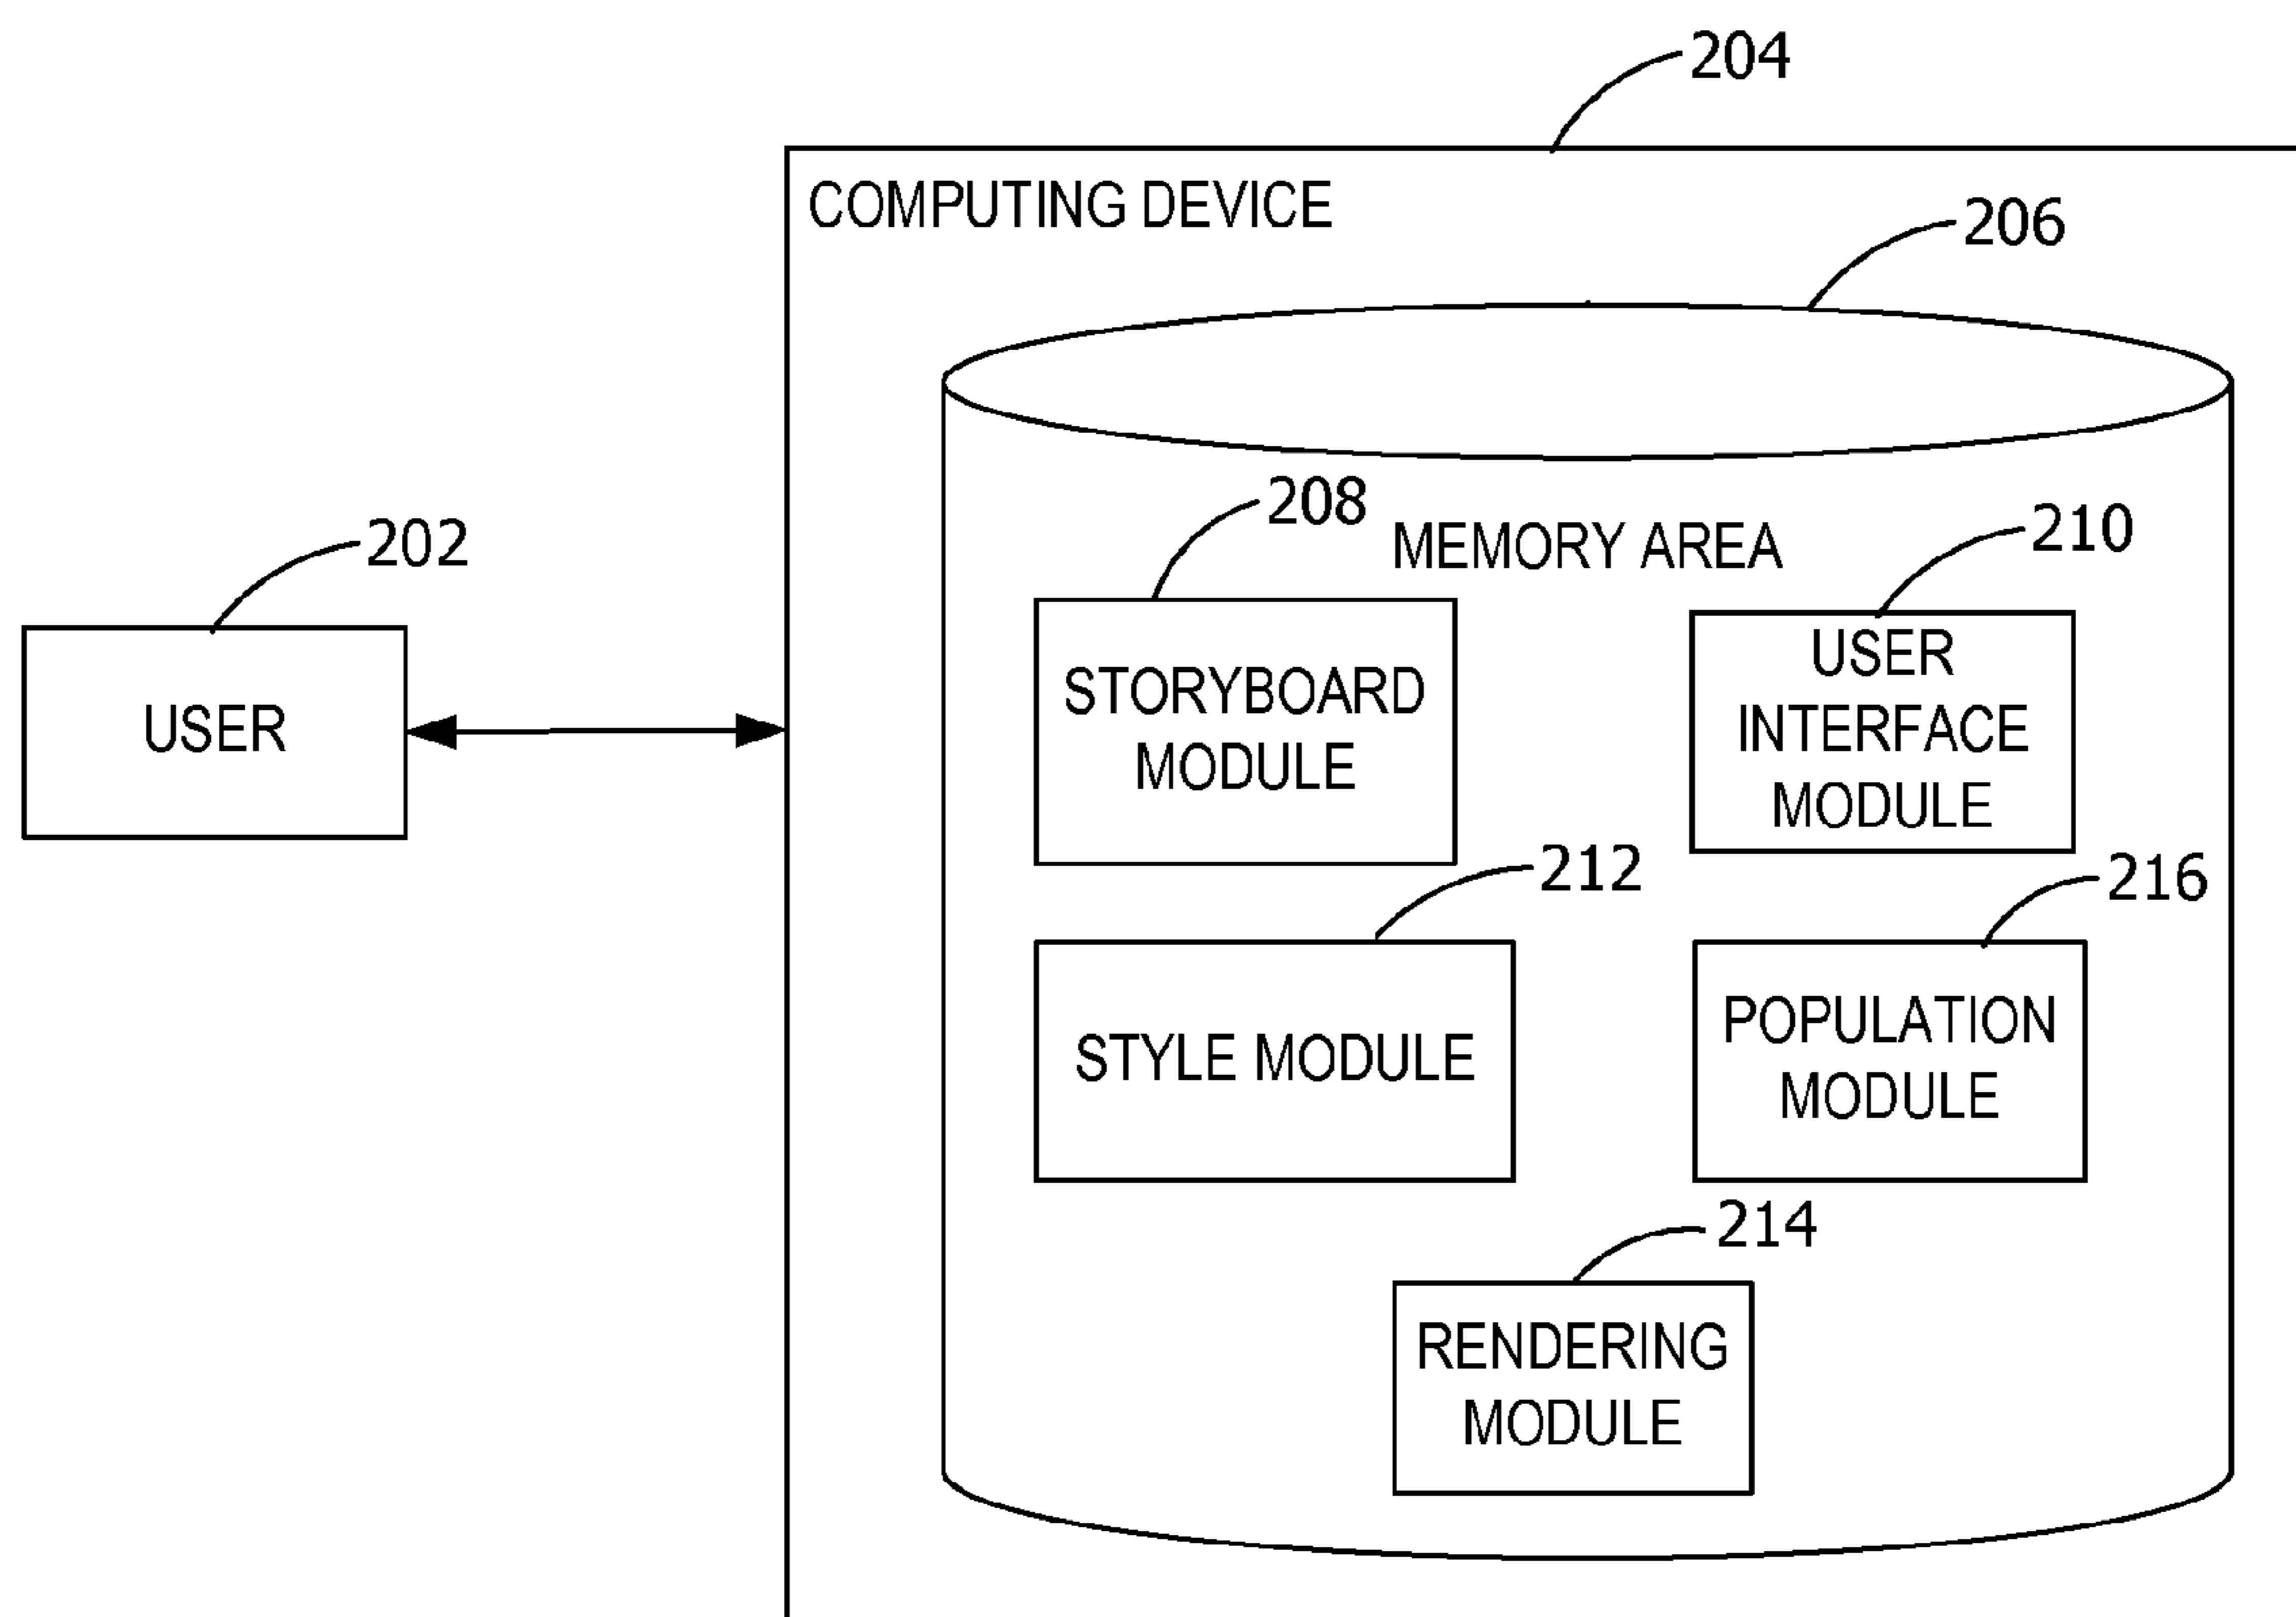 204
COMPUTING DEVICE
206
208
MEMORY AREA
210
202
USER
STORYBOARD
MODULE
USER
INTERFACE
MODULE
212
216
STYLE MODULE
POPULATION
MODULE
214
RENDERING
MODULE